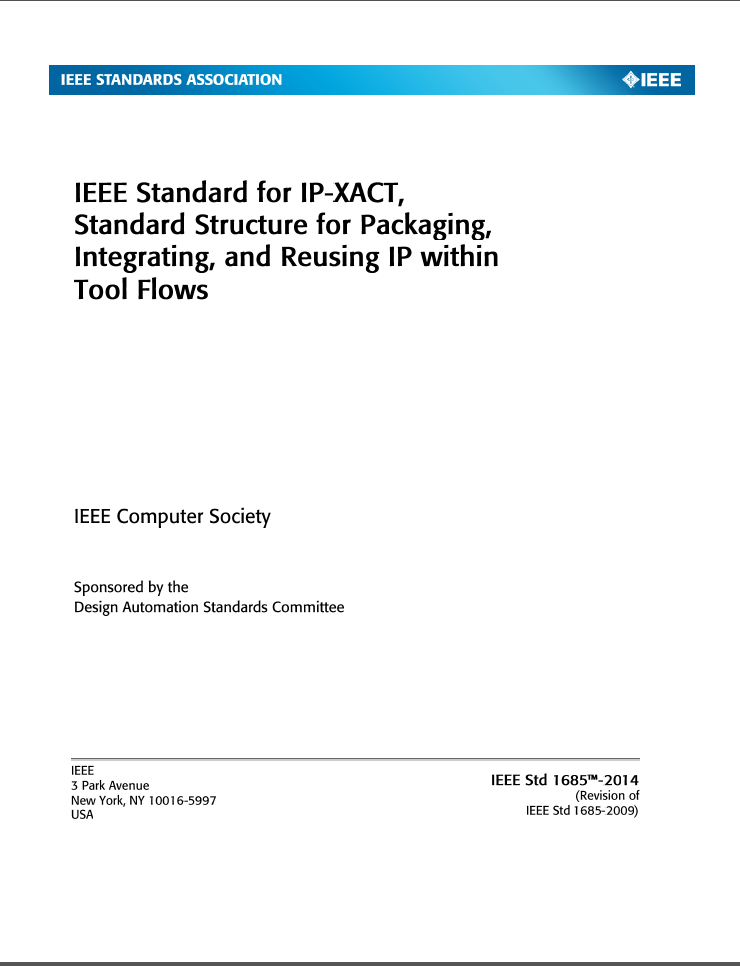 IEEE STANDARDS ASSOCIATION
IEEE
IEEE Standard for IP-XACT,
Standard Structure for Packaging,
Integrating, and Reusing IP within
Tool Flows
IEEE Computer Society
Sponsored by the
Design Automation Standards Committee
IEEE
3 Park Avenue
New York, NY 10016-5997
USA
IEEE Std 1685™-2014
(Revision of
IEEE Std 1685-2009)